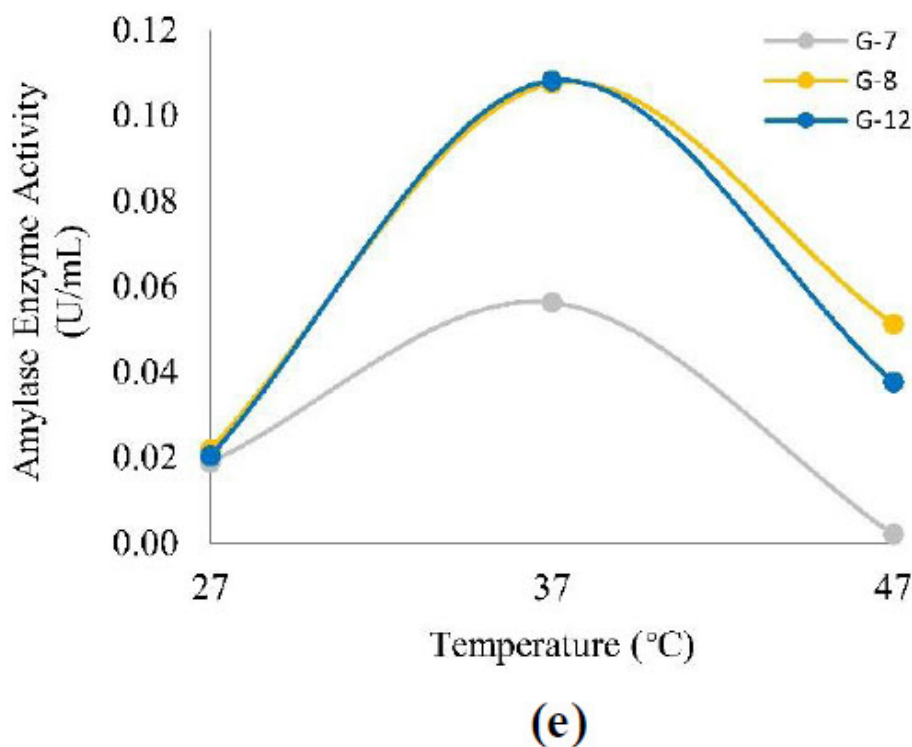 Amylase Enzyme Activity
(U/mL)
0.12
0.10
0.08
0.06
0.04
0.02
0.00
G-7
G-8
G-12
27 37 47
Temperature (°C)
(e)